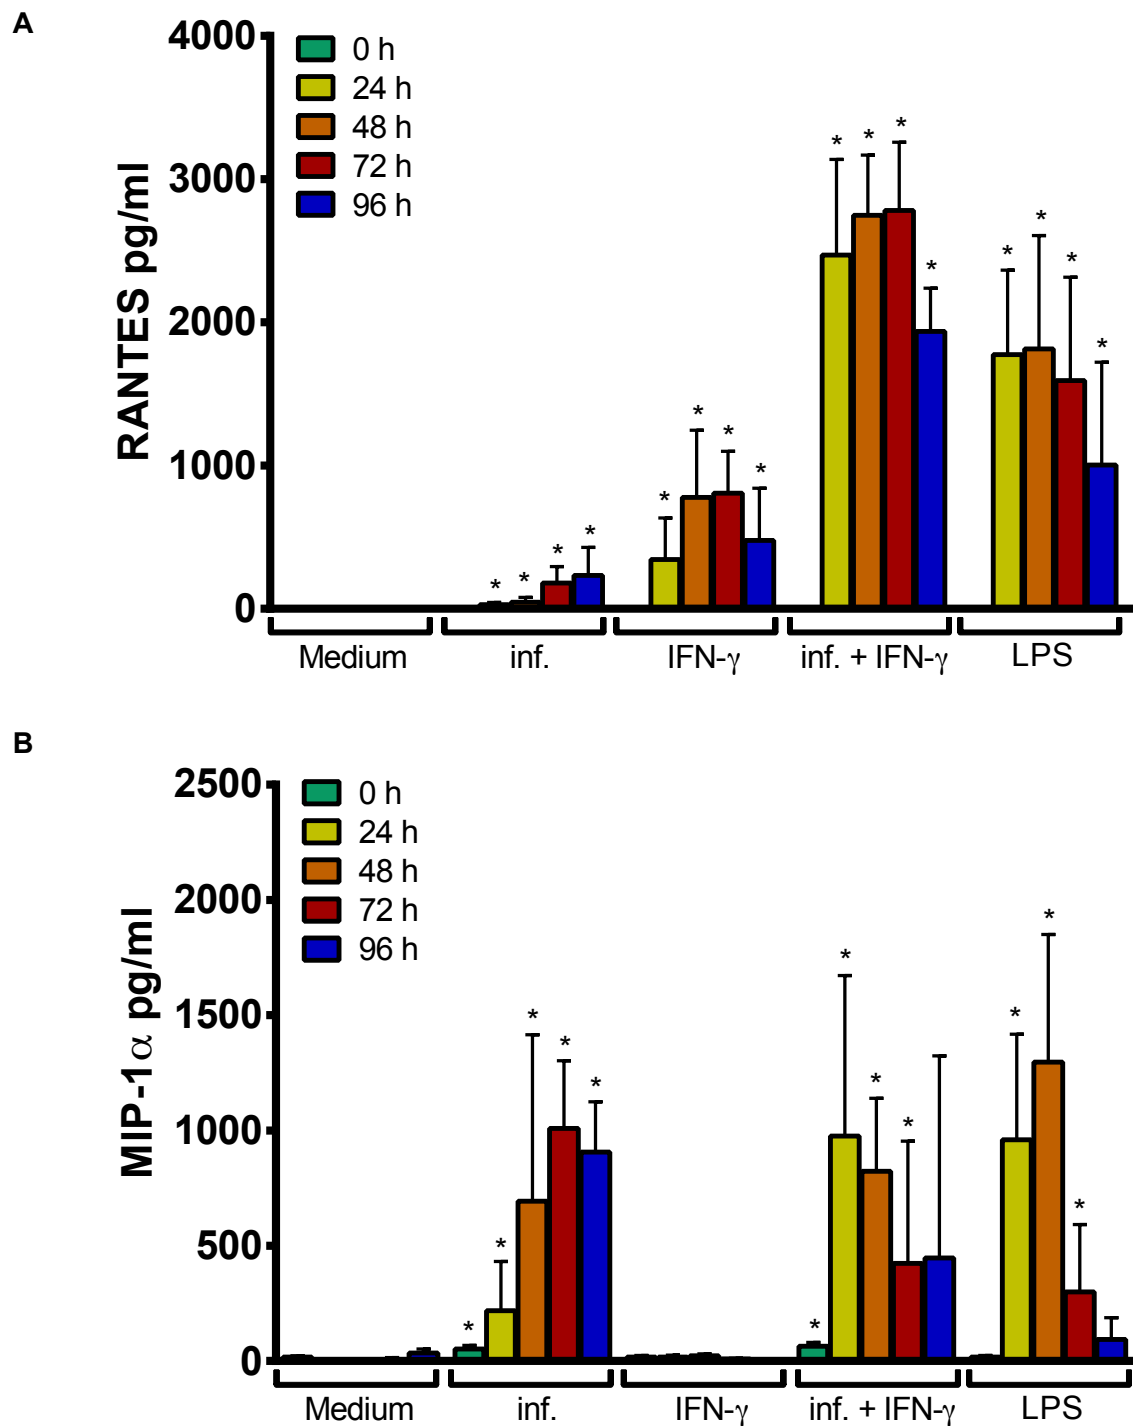 A
RANTES pg/ml
4000
3000
2000
1000
0
0 h
24 h
48 h
72 h
96 h
* * * *
* * * *
* * * *
* * * *
Medium inf. IFN-γ inf. + IFN-γ LPS
B
MIP-1α pg/ml
2500
2000
1500
1000
500
0
0 h
24 h
48 h
72 h
96 h
* * * * *
* * * *
* * *
Medium inf. IFN-γ inf. + IFN-γ LPS